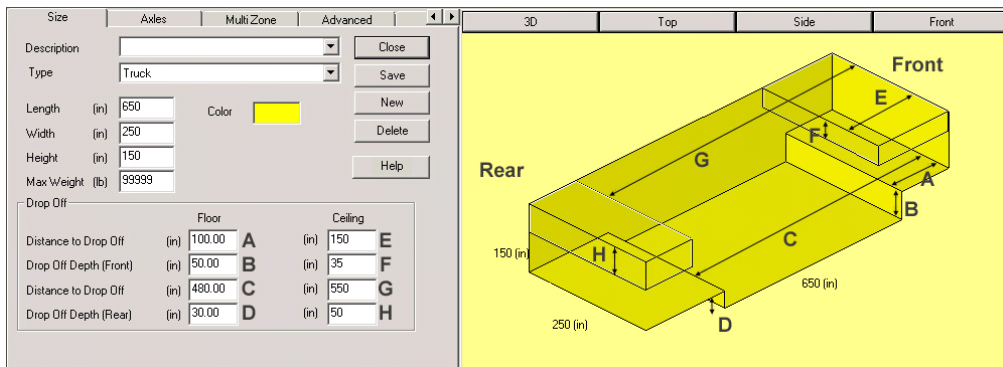 Size Axles Multi Zone Advanced
Description Close
Type Truck Save
Length (in) 650 Color New
Width (in) 250 Delete
Height (in) 150
Max Weight (lb) 99999 Help
Drop Off
Floor Ceiling
Distance to Drop Off (in) 100.00 A (in) 150 E
Drop Off Depth (Front) (in) 50.00 B (in) 35 F
Distance to Drop Off (in) 480.00 C (in) 550 G
Drop Off Depth (Rear) (in) 30.00 D (in) 50 H
3D Top Side Front
Front
E
F
G
Rear
A
B
C
H
150 (in)
650 (in)
250 (in)
D